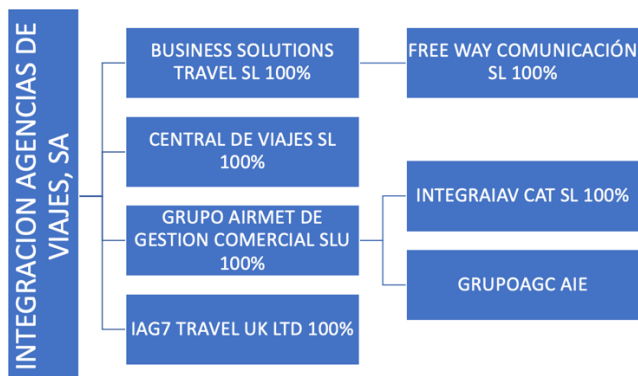 INTEGRACION AGENCIAS DE
VIAJES, SA
BUSINESS SOLUTIONS
TRAVEL SL 100%
FREE WAY COMUNICACIÓN
SL 100%
CENTRAL DE VIAJES SL
100%
GRUPO AIRMET DE
GESTION COMERCIAL SLU
100%
INTEGRAIAV CAT SL 100%
GRUPOAGC AIE
IAG7 TRAVEL UK LTD 100%